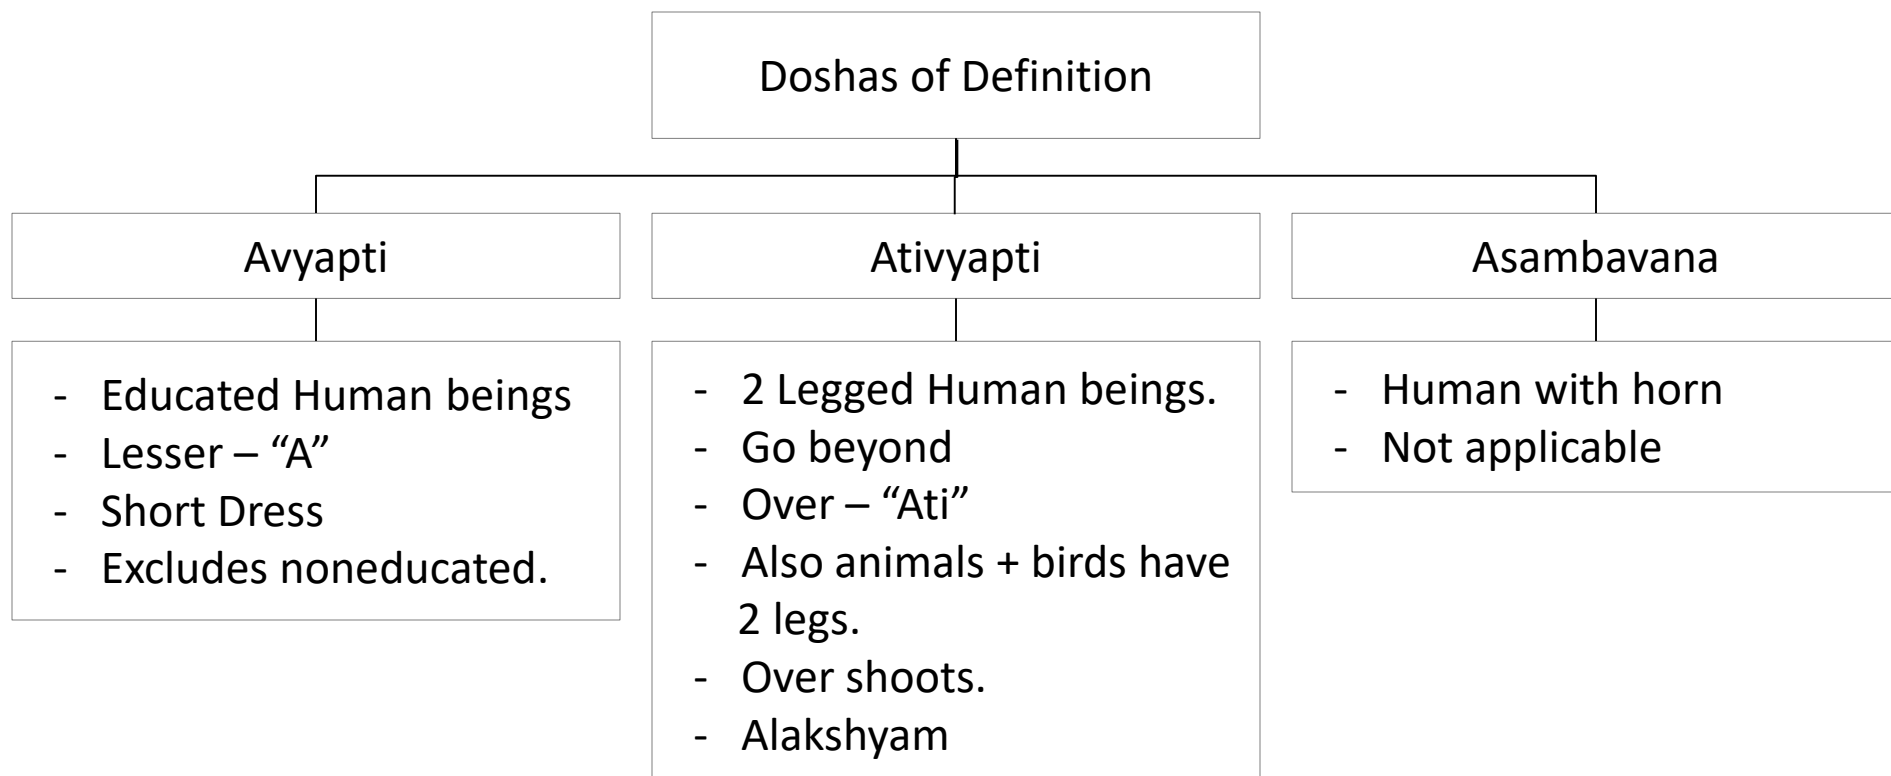 Doshas of Definition
Avyapti
Ativyapti
Asambavana
- Educated Human beings
- Lesser – “A”
- Short Dress
- Excludes noneducated.
- 2 Legged Human beings.
- Go beyond
- Over – “Ati”
- Also animals + birds have
2 legs.
- Over shoots.
- Alakshyam
- Human with horn
- Not applicable